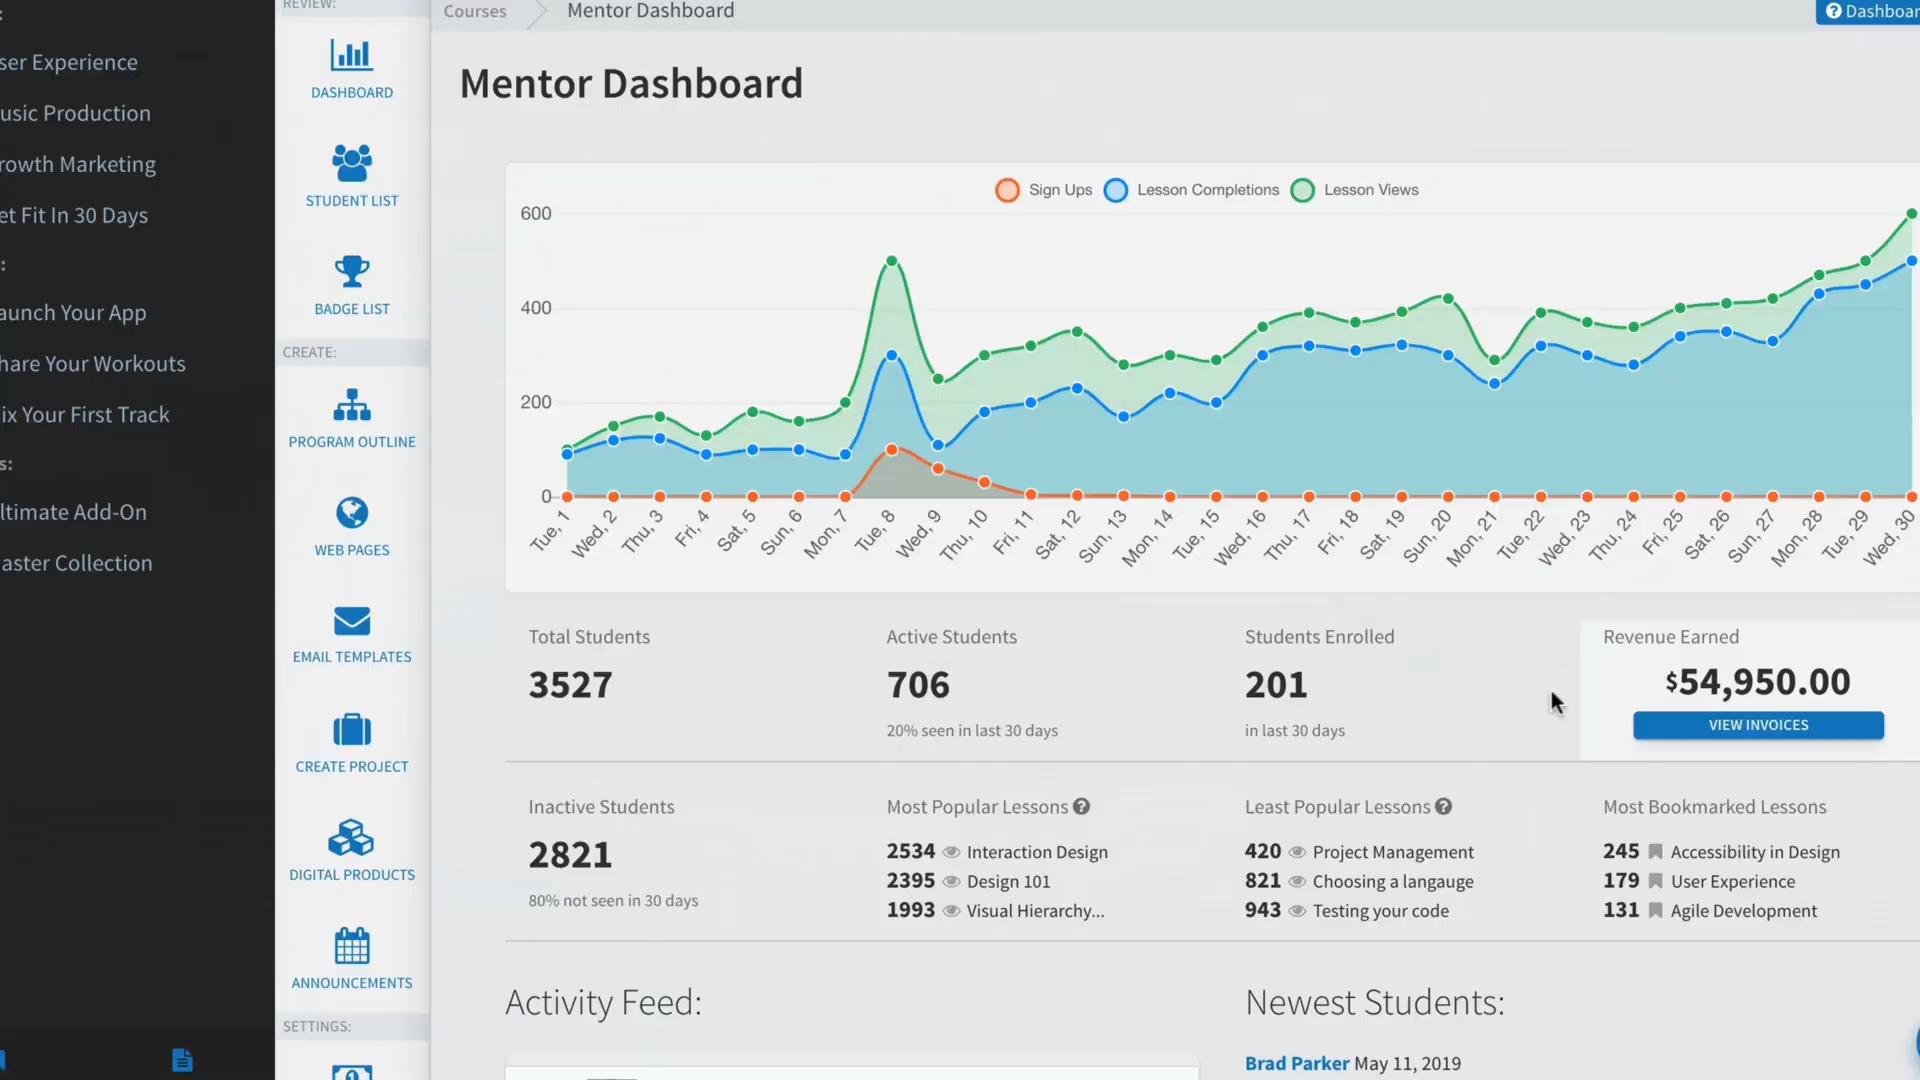 REVIEW:
Courses
Mentor Dashboard
Dashboar
:
ser Experience
usic Production
rowth Marketing
et Fit In 30 Days
:
aunch Your App
hare Your Workouts
ix Your First Track
s:
ltimate Add-On
aster Collection
DASHBOARD
STUDENT LIST
BADGE LIST
CREATE:
PROGRAM OUTLINE
WEB PAGES
EMAIL TEMPLATES
CREATE PROJECT
DIGITAL PRODUCTS
ANNOUNCEMENTS
SETTINGS:
Mentor Dashboard
Sign Ups Lesson Completions Lesson Views
600
400
200
0
Tue, 1 Wed, 2 Thu, 3 Fri, 4 Sat, 5 Sun, 6 Mon, 7 Tue, 8 Wed, 9 Thu, 10 Fri, 11 Sat, 12 Sun, 13 Mon, 14 Tue, 15 Wed, 16 Thu, 17 Fri, 18 Sat, 19 Sun, 20 Mon, 21 Tue, 22 Wed, 23 Thu, 24 Fri, 25 Sat, 26 Sun, 27 Mon, 28 Tue, 29 Wed, 30
Total Students
3527
Active Students
706
20% seen in last 30 days
Students Enrolled
201
in last 30 days
Revenue Earned
$54,950.00
VIEW INVOICES
Inactive Students
2821
80% not seen in 30 days
Most Popular Lessons
2534 Interaction Design
2395 Design 101
1993 Visual Hierarchy...
Least Popular Lessons
420 Project Management
821 Choosing a langauge
943 Testing your code
Most Bookmarked Lessons
245 Accessibility in Design
179 User Experience
131 Agile Development
Activity Feed:
Newest Students:
Brad Parker May 11, 2019